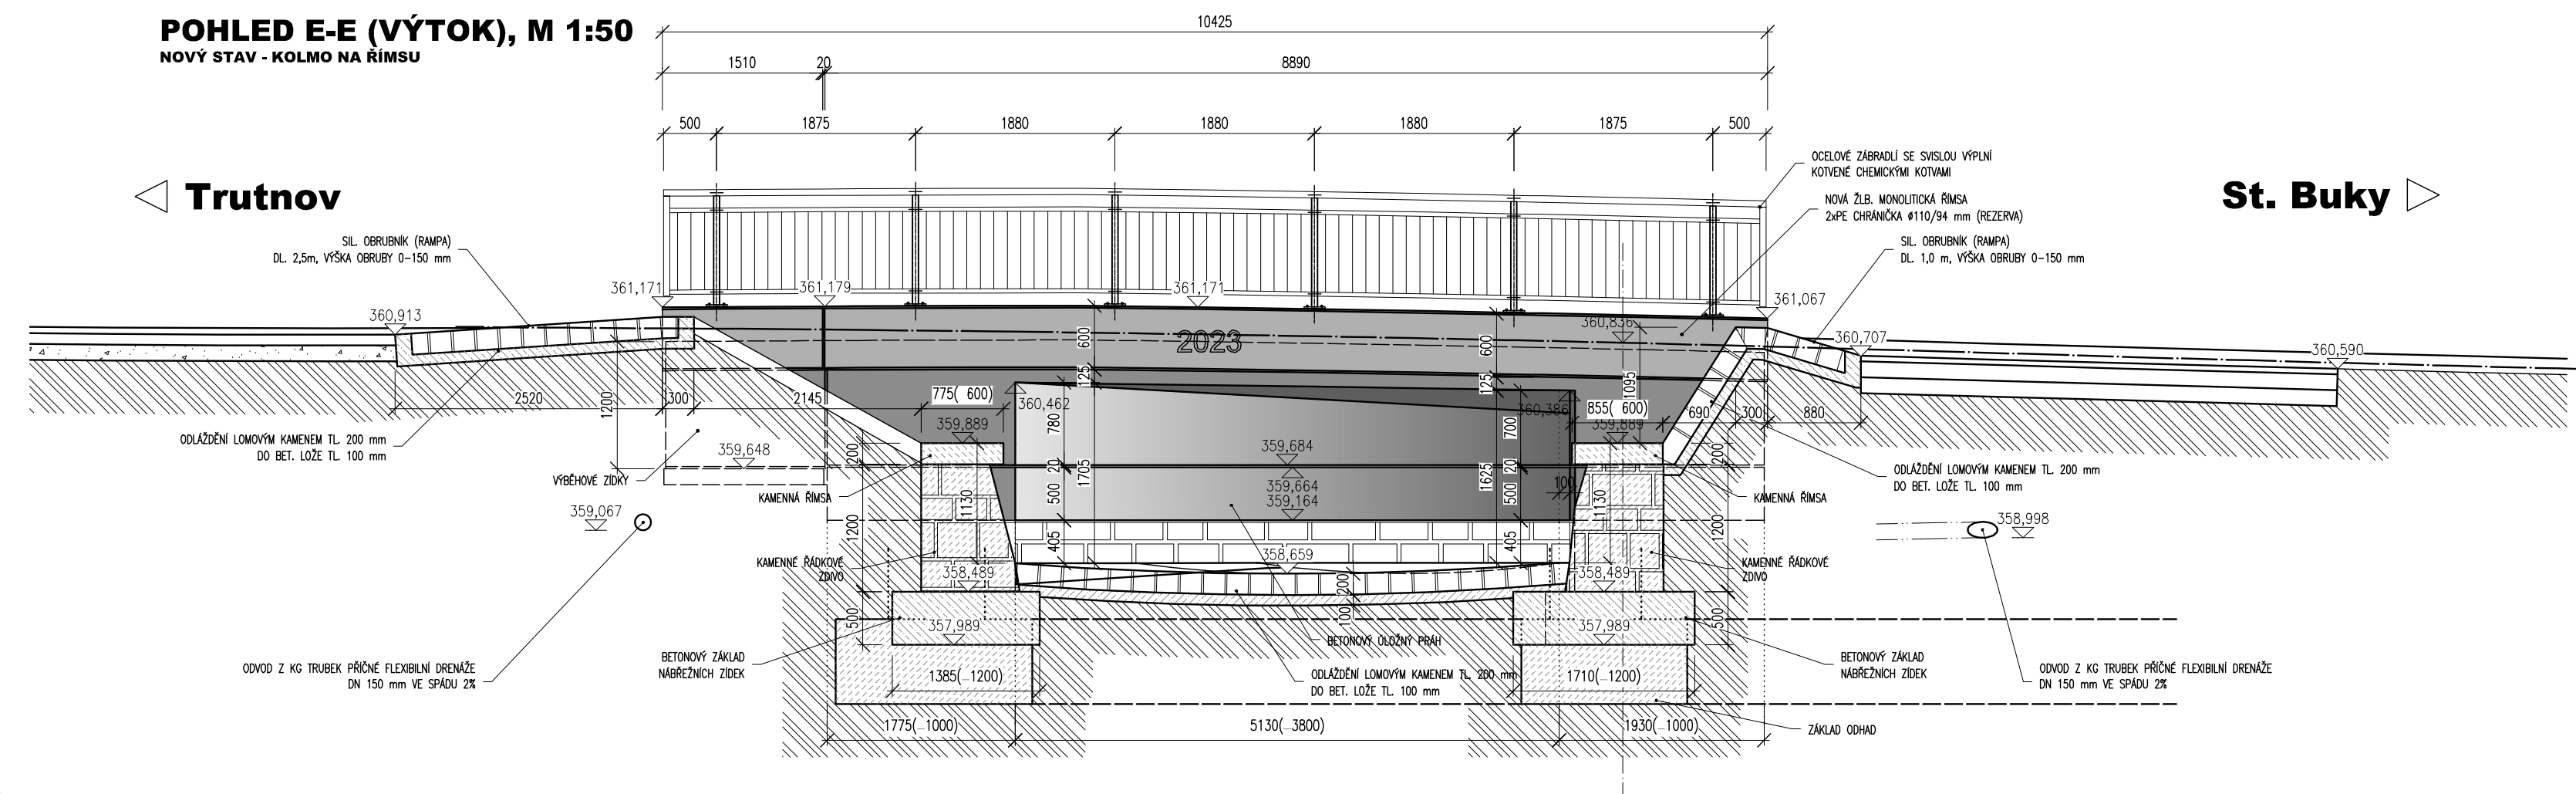 POHLED E-E (VÝTOK), M 1:50
NOVÝ STAV - KOLMO NA ŘÍMSU
10425
1510
20
8890
500
1875
1880
1880
1880
1875
500
Trutnov
St. Buky
OCELOVÉ ZÁBRADLÍ SE SVISLOU VÝPLNÍ
KOTVENÉ CHEMICKÝMI KOTVAMI
NOVÁ ŽLB. MONOLITICKÁ ŘÍMSA
2xPE CHRÁNIČKA ø110/94 mm (REZERVA)
SIL. OBRUBNÍK (RAMPA)
DL. 2,5m, VÝŠKA OBRUBY 0-150 mm
SIL. OBRUBNÍK (RAMPA)
DL. 1,0 m, VÝŠKA OBRUBY 0-150 mm
361,171
361,179
361,171
361,067
360,913
360,836
360,707
360,590
2023
600
600
125
125
1095
2520
300
2145
1200
775( 600)
360,462
360,386
855( 600)
690
300
880
780
700
359,889
359,889
359,684
359,664
359,164
359,648
200
200
20
20
1705
1625
500
500
100
1130
1130
ODLÁŽDĚNÍ LOMOVÝM KAMENEM TL. 200 mm
DO BET. LOŽE TL. 100 mm
ODLÁŽDĚNÍ LOMOVÝM KAMENEM TL. 200 mm
DO BET. LOŽE TL. 100 mm
VÝBĚHOVÉ ZÍDKY
KAMENNÁ ŘÍMSA
KAMENNÁ ŘÍMSA
359,067
358,998
1200
1200
405
405
358,659
KAMENNÉ ŘÁDKOVÉ
ZDIVO
KAMENNÉ ŘÁDKOVÉ
ZDIVO
358,489
358,489
200
100
500
500
357,989
357,989
BETONOVÝ ÚLOŽNÝ PRÁH
BETONOVÝ ZÁKLAD
NÁBŘEŽNÍCH ZÍDEK
BETONOVÝ ZÁKLAD
NÁBŘEŽNÍCH ZÍDEK
ODVOD Z KG TRUBEK PŘÍČNÉ FLEXIBILNÍ DRENÁŽE
DN 150 mm VE SPÁDU 2%
ODVOD Z KG TRUBEK PŘÍČNÉ FLEXIBILNÍ DRENÁŽE
DN 150 mm VE SPÁDU 2%
ODLÁŽDĚNÍ LOMOVÝM KAMENEM TL. 200 mm
DO BET. LOŽE TL. 100 mm
1385(_1200)
1710(_1200)
1775(_1000)
5130(_3800)
1930(_1000)
ZÁKLAD ODHAD